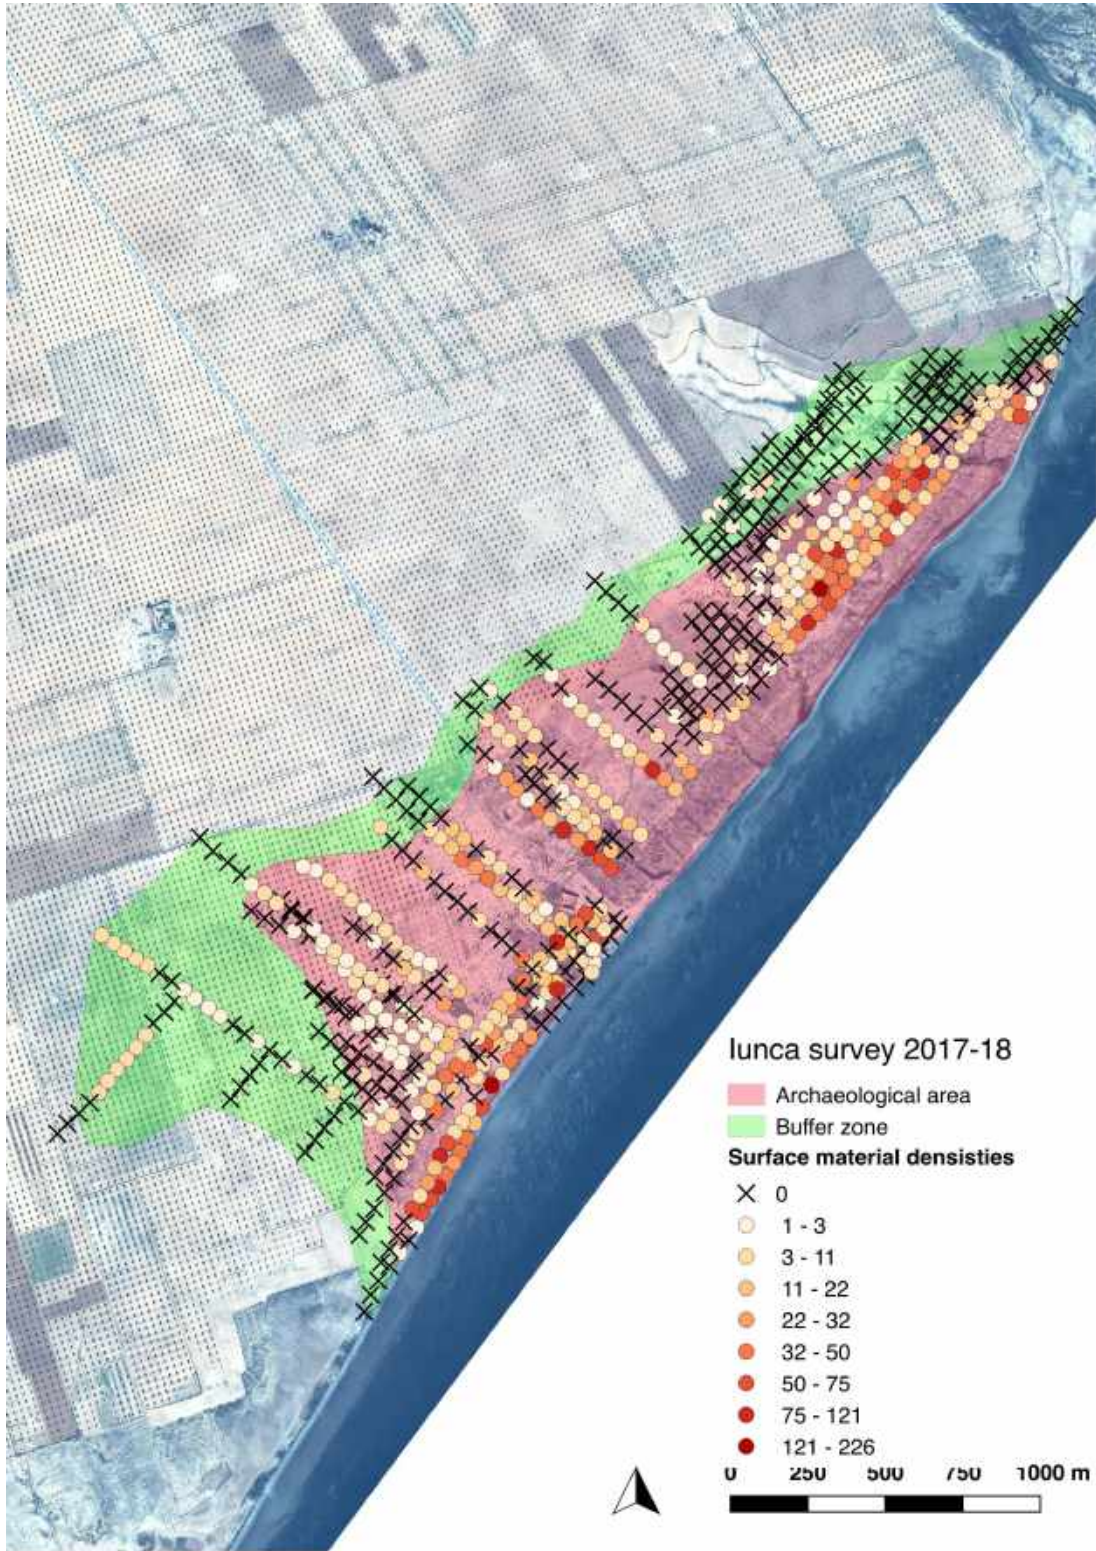 Iunca survey 2017-18
Archaeological area
Buffer zone
Surface material densisties
0
1 - 3
3 - 11
11 - 22
22 - 32
32 - 50
50 - 75
75 - 121
121 - 226
0 250 500 750 1000 m